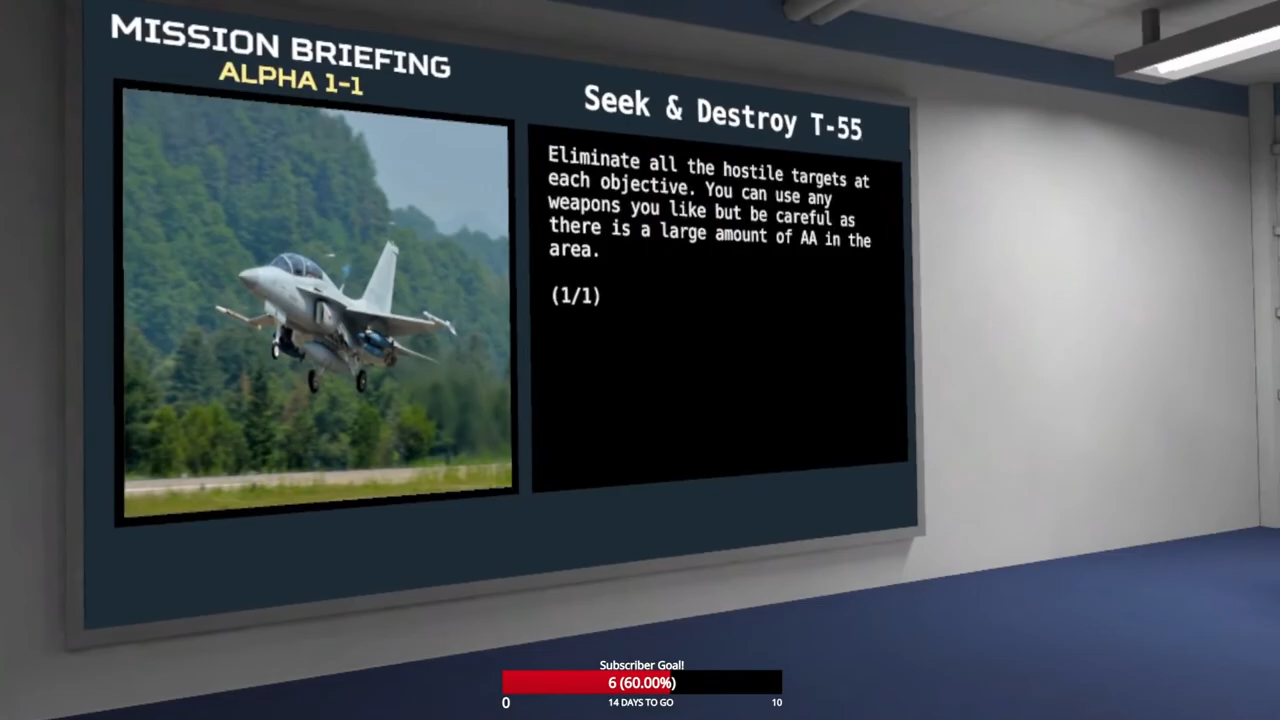 MISSION BRIEFING
ALPHA 1-1
Seek & Destroy T-55
Eliminate all the hostile targets at
each objective. You can use any
weapons you like but be careful as
there is a large amount of AA in the
area.
(1/1)
Subscriber Goal!
6 (60.00%)
0
14 DAYS TO GO
10